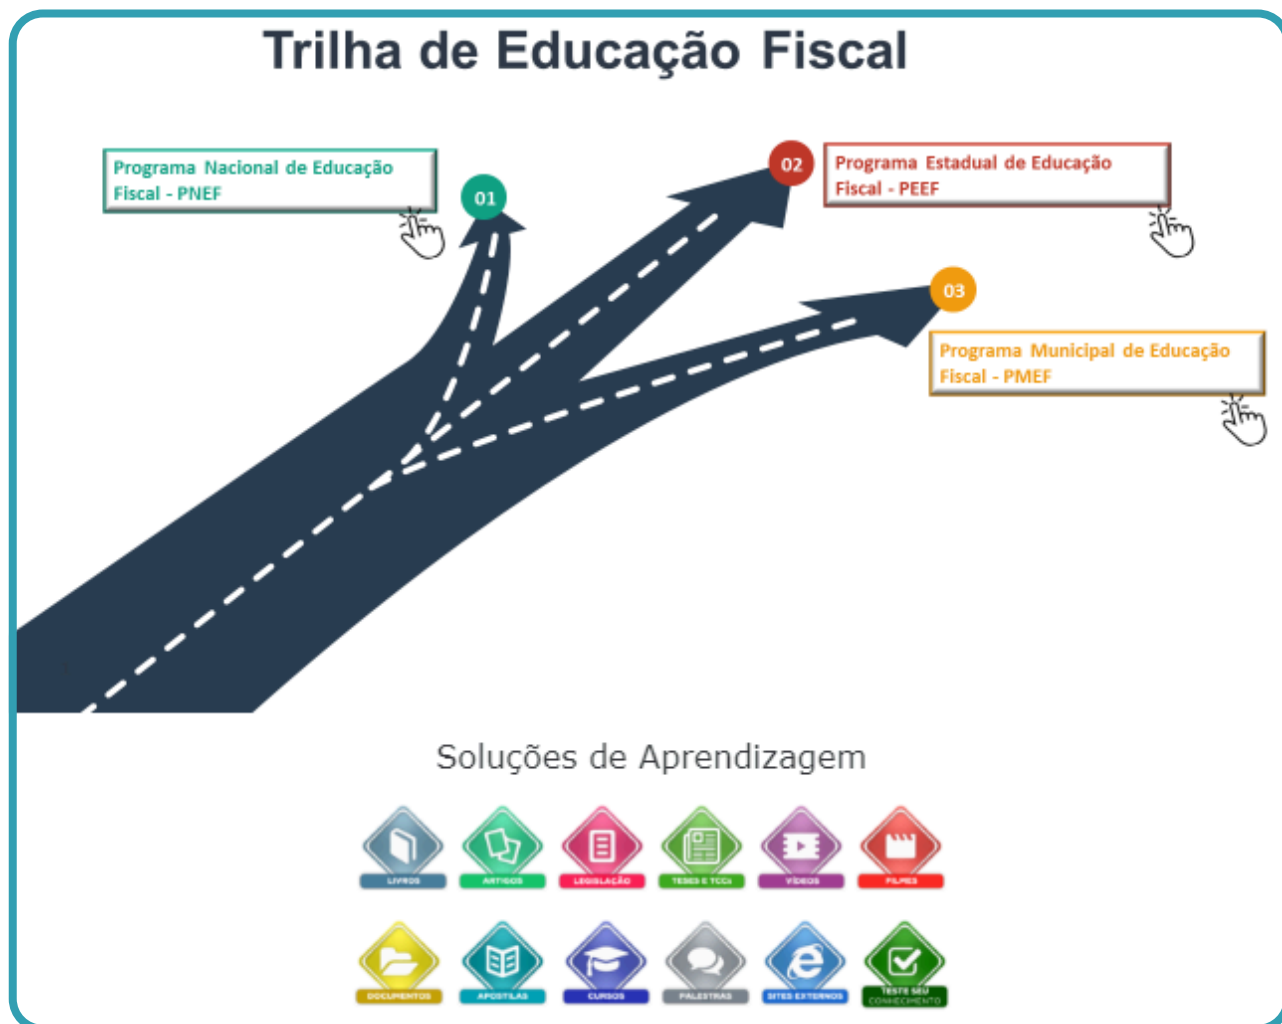 Trilha de Educação Fiscal
Programa Nacional de Educação
Fiscal - PNEF
01
02
Programa Estadual de Educação
Fiscal - PEEF
03
Programa Municipal de Educação
Fiscal - PMEF
Soluções de Aprendizagem
LIVROS
ARTIGOS
LEGISLAÇÃO
TESES E TCCs
VÍDEOS
FILMES
DOCUMENTOS
APOSTILAS
CURSOS
PALESTRAS
SITES EXTERNOS
TESTE SEU
CONHECIMENTO